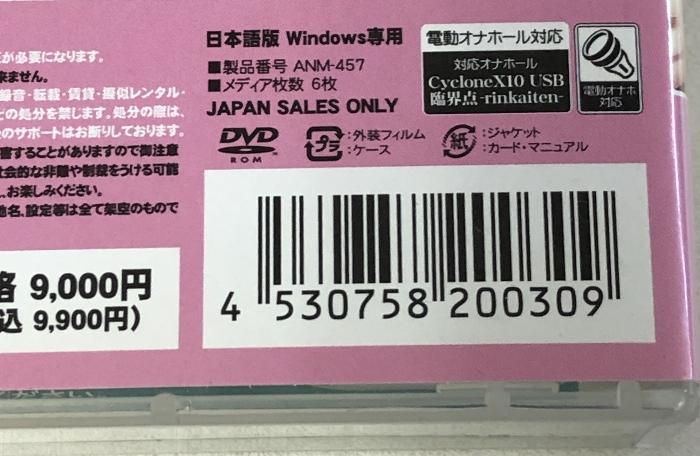 が必要になります。
来ません。
録音・転載・賃貸・擬似レンタル・
どの処分を禁じます。処分の際は、
のサポートはお断りしております。
害することがありますので御注意
社会的な非難や制裁をうける可能
、お楽しみください。
地名、設定等は全て架空のもので
格 9,000円
込 9,900円)
日本語版 Windows専用
■製品番号 ANM-457
■メディア枚数 6枚
JAPAN SALES ONLY
DVD
ROM
プラ
:外装フィルム
:ケース
紙
:ジャケット
:カード・マニュアル
電動オナホール対応
対応オナホール
CycloneX10 USB
臨界点-rinkaiten-
電動オナホ
対応
4 530758 200309